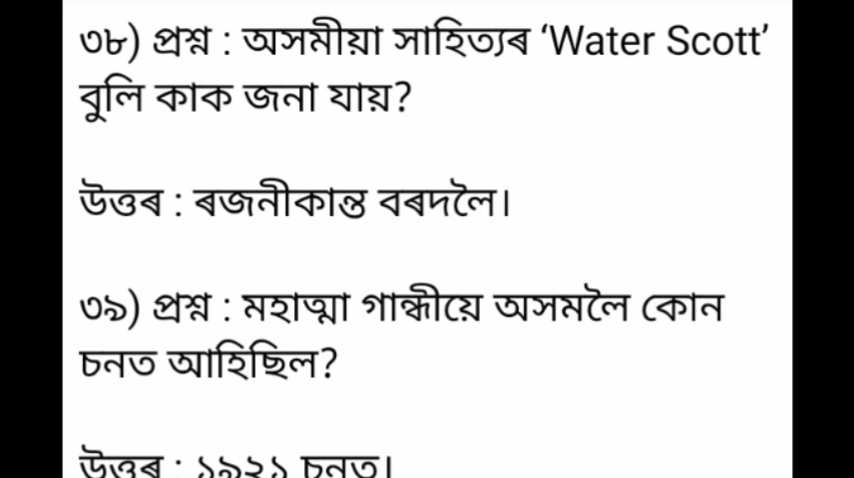 ৩৮) প্ৰশ্ন : অসমীয়া সাহিত্যৰ ‘Water Scott’
বুলি কাক জনা যায়?
উত্তৰ : ৰজনীকান্ত বৰদলৈ।
৩৯) প্ৰশ্ন : মহাত্মা গান্ধীয়ে অসমলৈ কোন
চনত আহিছিল?
উত্তৰ : ১৯২১ চনত।